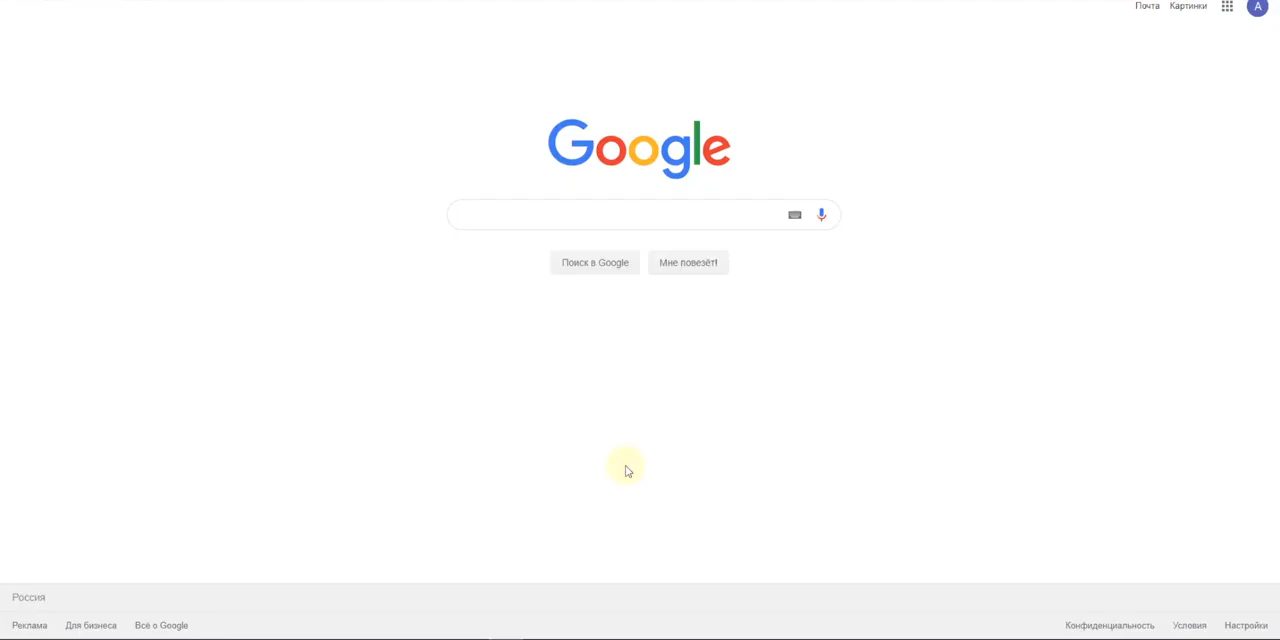 Почта Картинки A
Google
Поиск в Google Мне повезёт!
Россия
Реклама Для бизнеса Всё о Google Конфиденциальность Условия Настройки